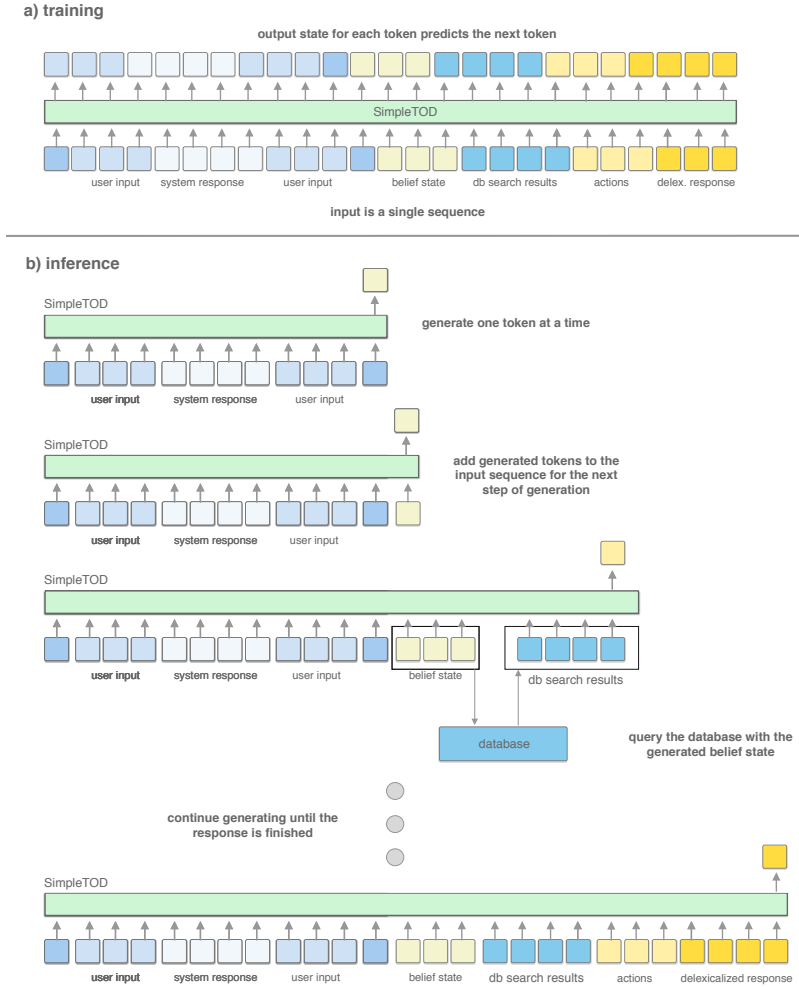 a) training
output state for each token predicts the next token
SimpleTOD
user input system response user input belief state db search results actions delex. response
input is a single sequence
b) inference
SimpleTOD
generate one token at a time
user input system response user input
SimpleTOD
add generated tokens to the
input sequence for the next
step of generation
user input system response user input
SimpleTOD
user input system response user input belief state db search results
database
query the database with the
generated belief state
continue generating until the
response is finished
SimpleTOD
user input system response user input belief state db search results actions delexicalized response